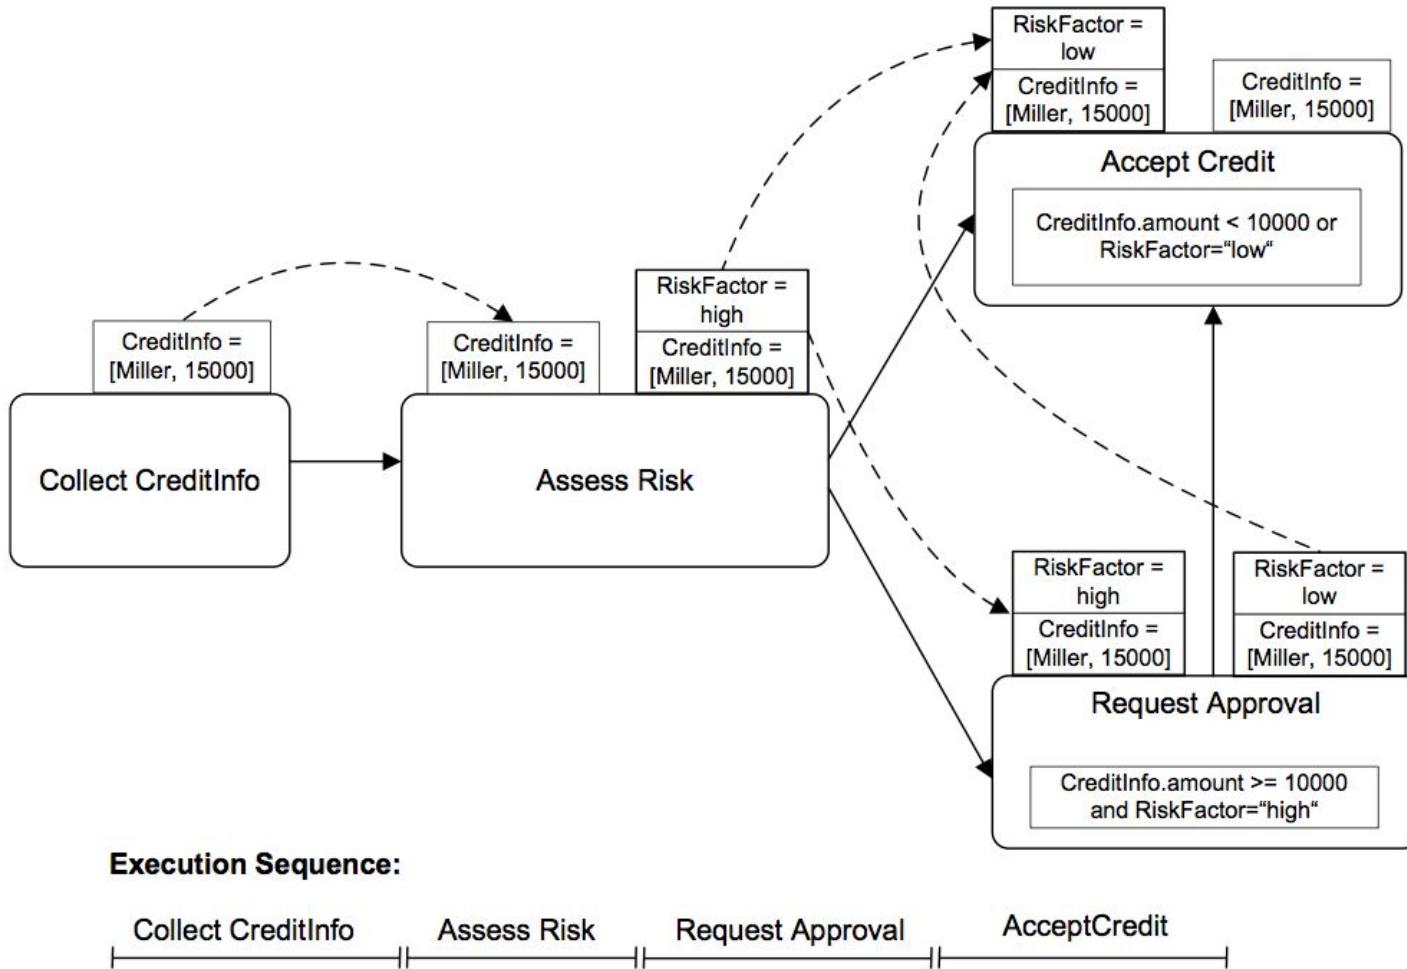 RiskFactor =
low
CreditInfo =
[Miller, 15000]
CreditInfo =
[Miller, 15000]
Accept Credit
CreditInfo.amount < 10000 or
RiskFactor=“low“
RiskFactor =
high
CreditInfo =
[Miller, 15000]
CreditInfo =
[Miller, 15000]
CreditInfo =
[Miller, 15000]
Collect CreditInfo
Assess Risk
RiskFactor =
high
CreditInfo =
[Miller, 15000]
RiskFactor =
low
CreditInfo =
[Miller, 15000]
Request Approval
CreditInfo.amount >= 10000
and RiskFactor=“high“
Execution Sequence:
Collect CreditInfo
Assess Risk
Request Approval
AcceptCredit